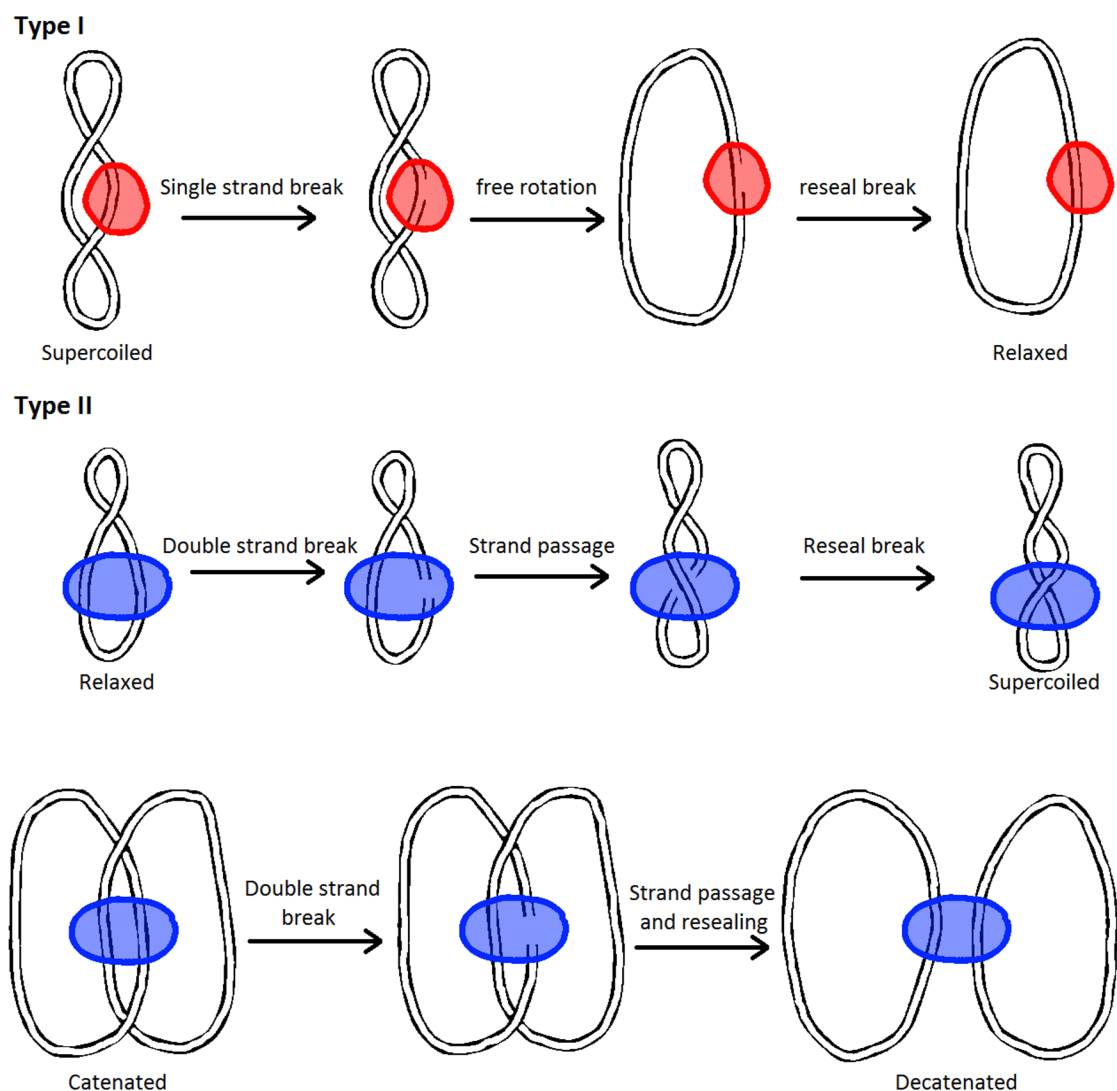 Type I
Single strand break
free rotation
reseal break
Supercoiled
Relaxed
Type II
Double strand break
Strand passage
Reseal break
Relaxed
Supercoiled
Double strand
break
Strand passage
and resealing
Catenated
Decatenated